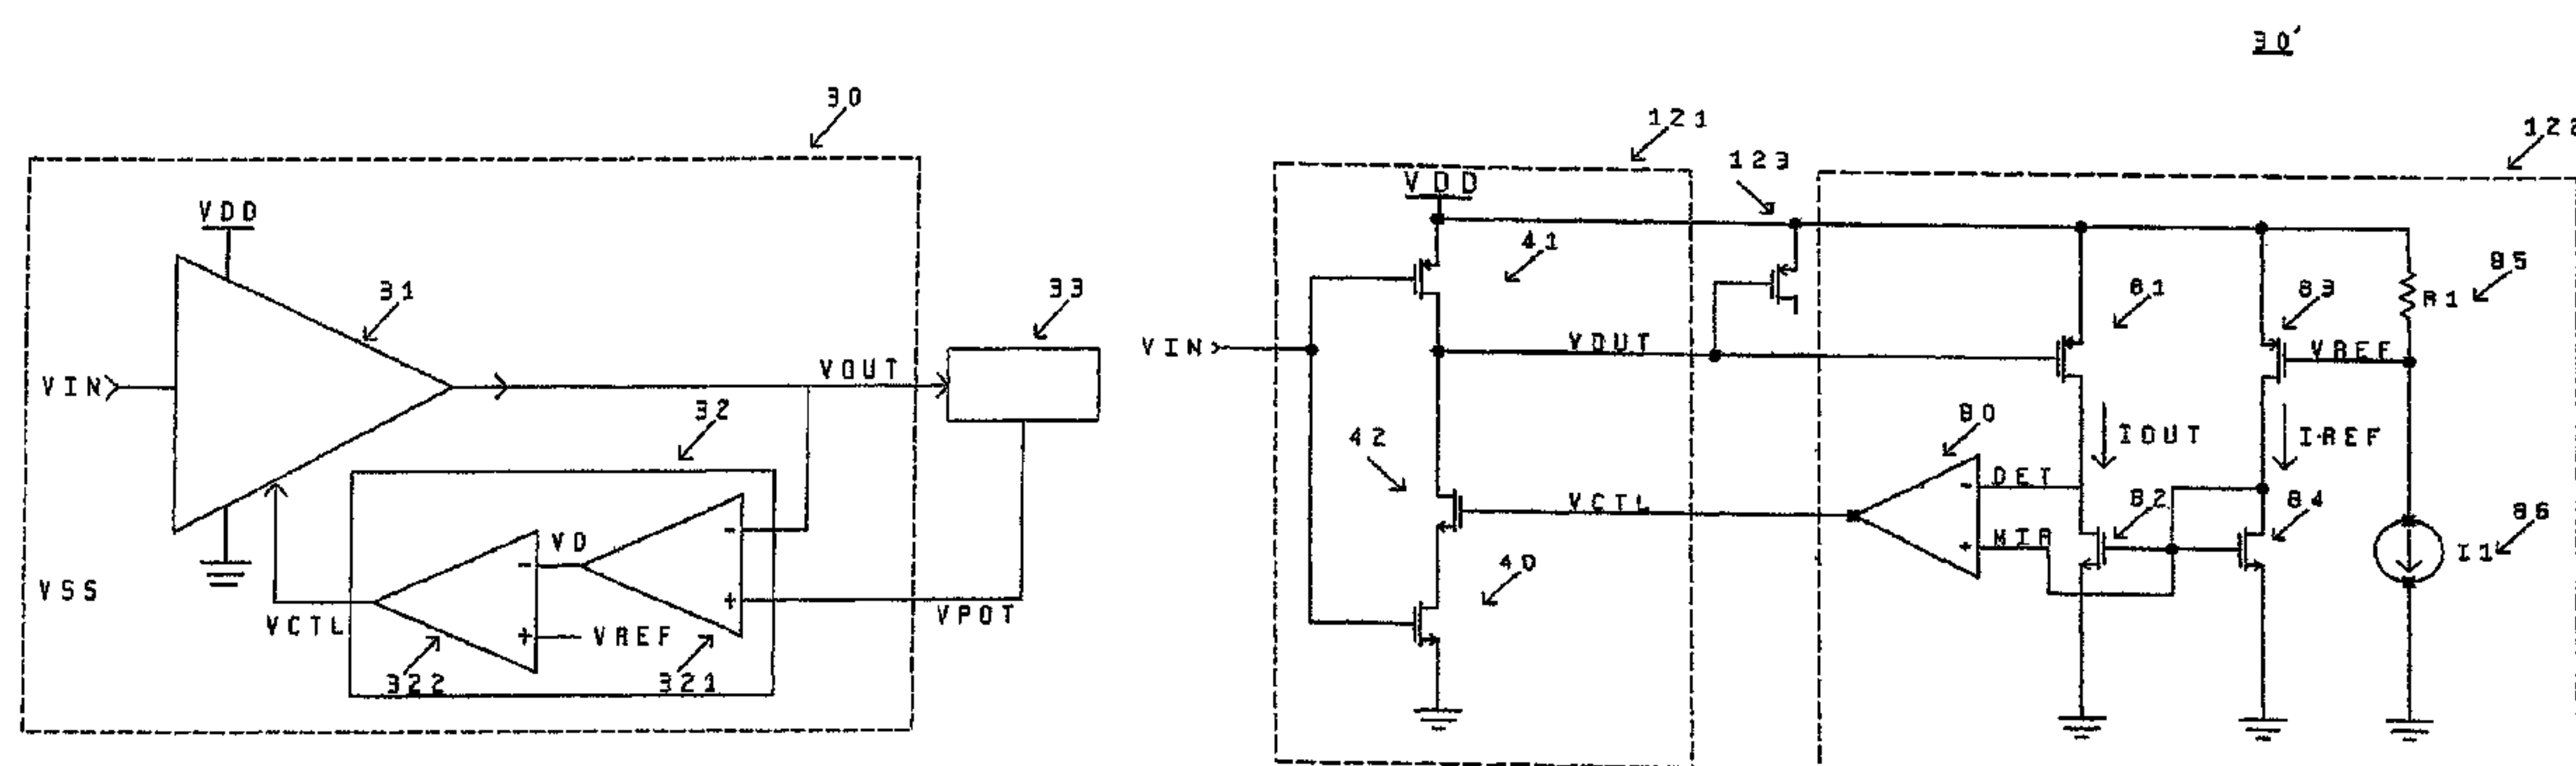 30
VDD
31
VIN
VOUT
33
32
VD
VSS
VCTL
VREF
VPOT
322
321
30'
121
122
123
VDD
41
81
83
85
R1
VIN
VOUT
VREF
80
IOUT
IREF
42
DET
82
84
VCTL
MIR
86
I1
40